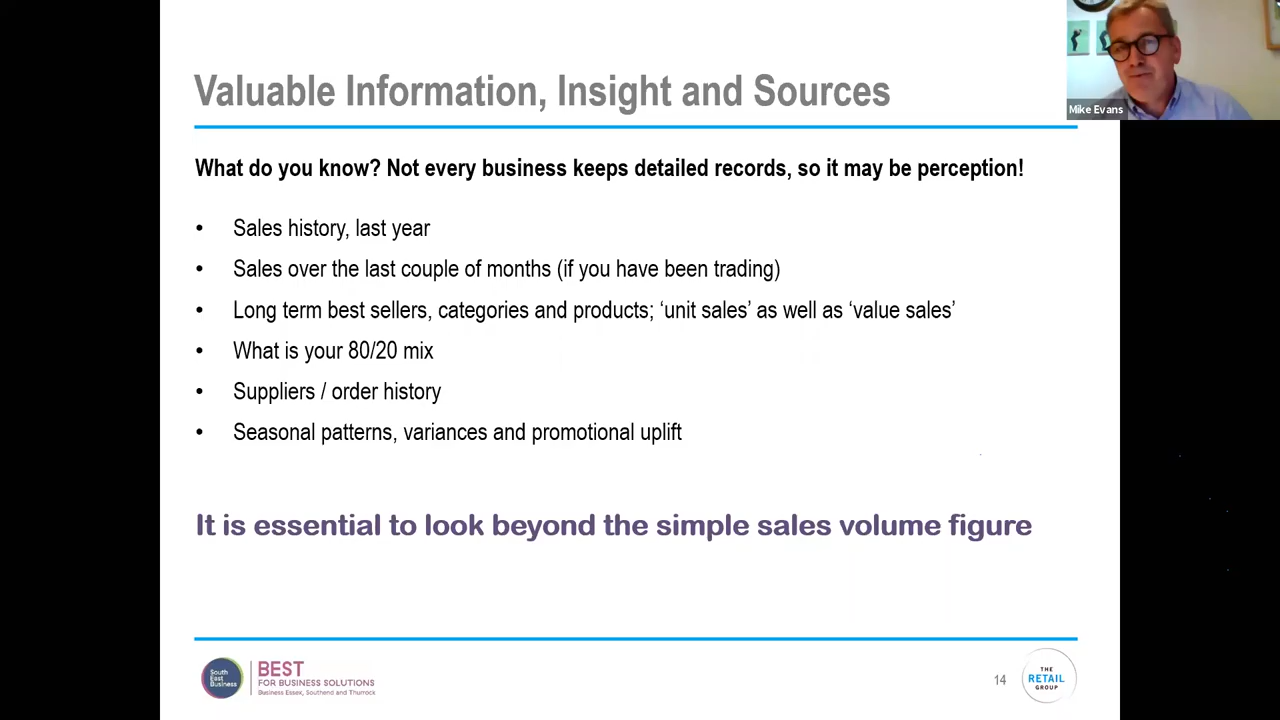 Valuable Information, Insight and Sources
Mike Evans
What do you know? Not every business keeps detailed records, so it may be perception!
• Sales history, last year
• Sales over the last couple of months (if you have been trading)
• Long term best sellers, categories and products; ‘unit sales’ as well as ‘value sales’
• What is your 80/20 mix
• Suppliers / order history
• Seasonal patterns, variances and promotional uplift
It is essential to look beyond the simple sales volume figure
South
East
Business
BEST
FOR BUSINESS SOLUTIONS
Business Essex, Southend and Thurrock
14
THE
RETAIL
GROUP